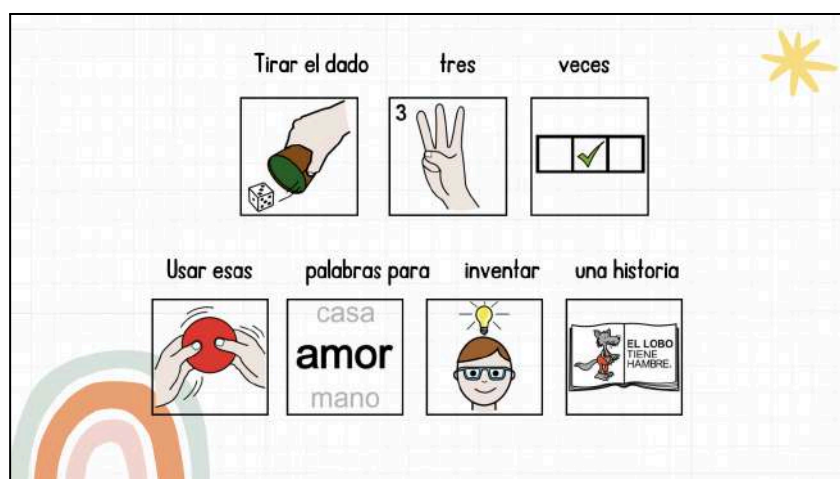 Tirar el dado tres veces
3
Usar esas palabras para inventar una historia
casa
amor
mano
EL LOBO
TIENE
HAMBRE.